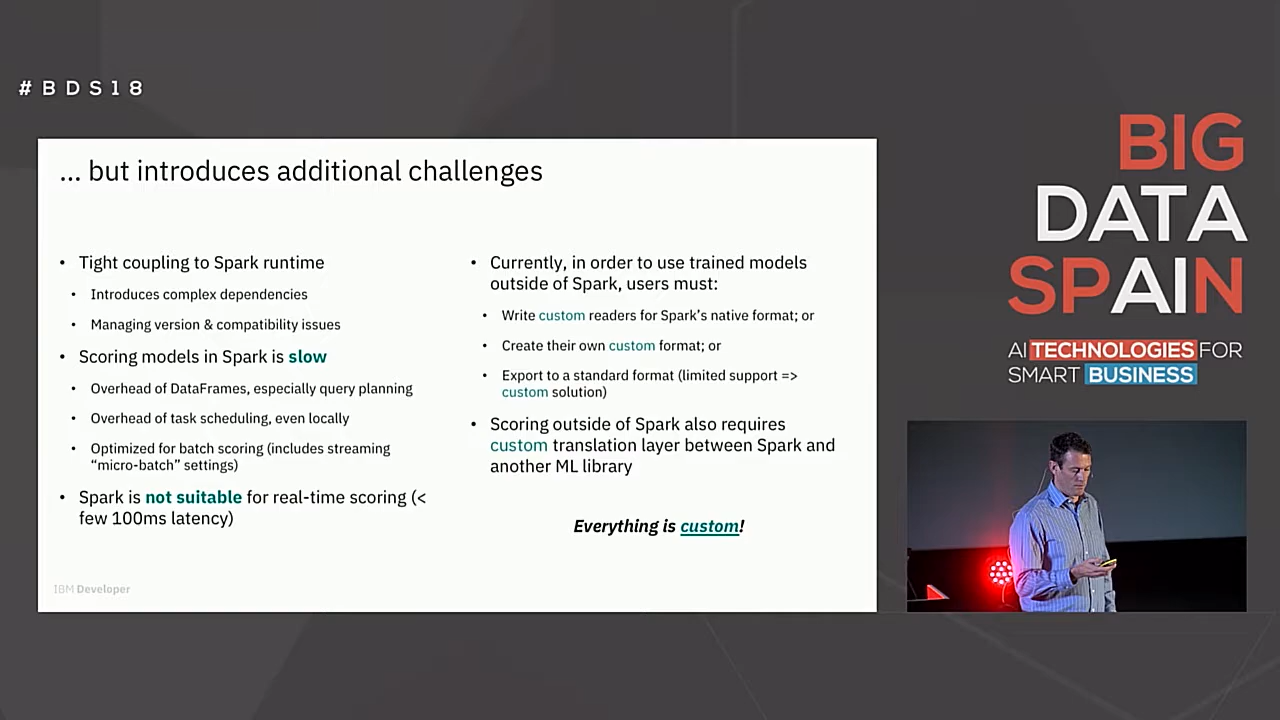 #BDS18
... but introduces additional challenges
• Tight coupling to Spark runtime
• Introduces complex dependencies
• Managing version & compatibility issues
• Scoring models in Spark is slow
• Overhead of DataFrames, especially query planning
• Overhead of task scheduling, even locally
• Optimized for batch scoring (includes streaming
“micro-batch” settings)
• Spark is not suitable for real-time scoring (<
few 100ms latency)
• Currently, in order to use trained models
outside of Spark, users must:
• Write custom readers for Spark’s native format; or
• Create their own custom format; or
• Export to a standard format (limited support =>
custom solution)
• Scoring outside of Spark also requires
custom translation layer between Spark and
another ML library
Everything is custom!
IBM Developer
BIG
DATA
SPAIN
AI TECHNOLOGIES FOR
SMART BUSINESS